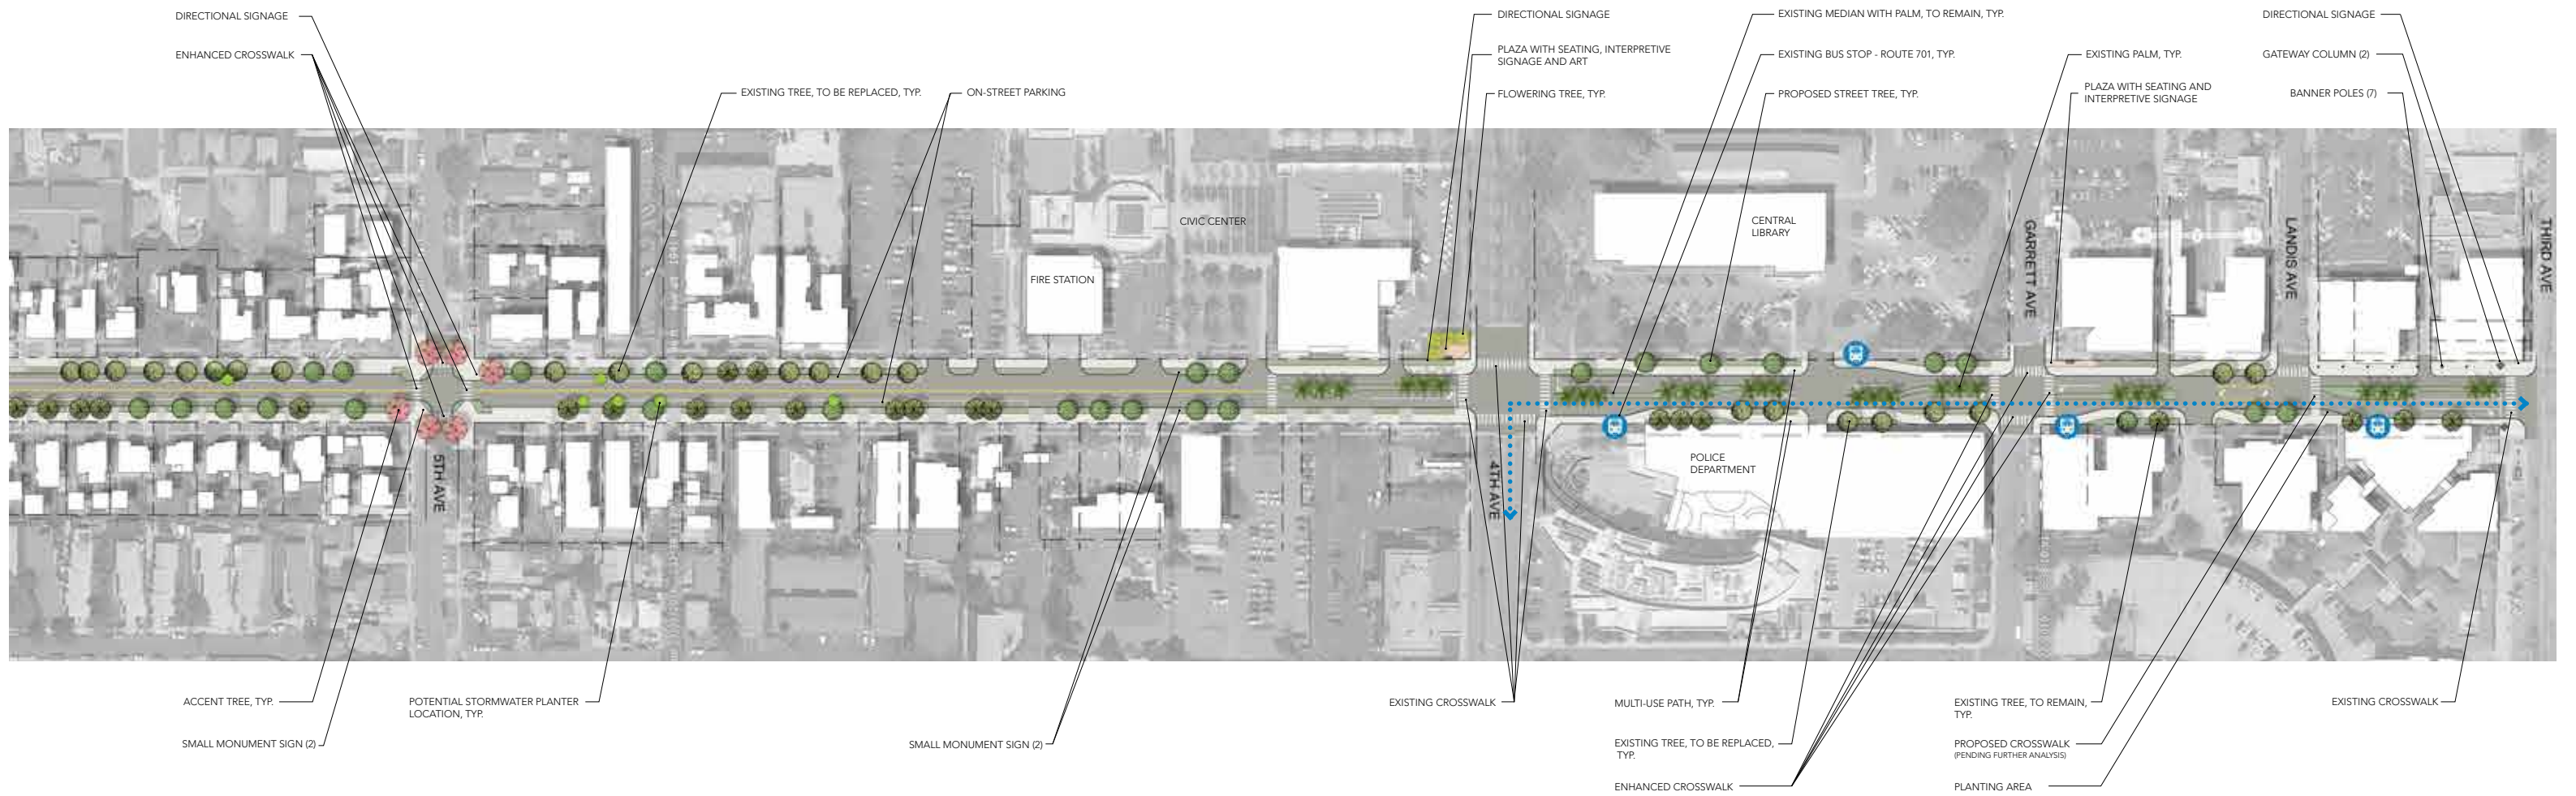 DIRECTIONAL SIGNAGE
ENHANCED CROSSWALK
EXISTING TREE, TO BE REPLACED, TYP.
ON-STREET PARKING
DIRECTIONAL SIGNAGE
PLAZA WITH SEATING, INTERPRETIVE
SIGNAGE AND ART
FLOWERING TREE, TYP.
EXISTING MEDIAN WITH PALM, TO REMAIN, TYP.
EXISTING BUS STOP - ROUTE 701, TYP.
PROPOSED STREET TREE, TYP.
EXISTING PALM, TYP.
PLAZA WITH SEATING AND
INTERPRETIVE SIGNAGE
DIRECTIONAL SIGNAGE
GATEWAY COLUMN (2)
BANNER POLES (7)
CIVIC CENTER
FIRE STATION
CENTRAL
LIBRARY
GARRETT AVE
LANDIS AVE
THIRD AVE
5TH AVE
4TH AVE
POLICE
DEPARTMENT
ACCENT TREE, TYP.
SMALL MONUMENT SIGN (2)
POTENTIAL STORMWATER PLANTER
LOCATION, TYP.
SMALL MONUMENT SIGN (2)
EXISTING CROSSWALK
MULTI-USE PATH, TYP.
EXISTING TREE, TO BE REPLACED,
TYP.
ENHANCED CROSSWALK
EXISTING TREE, TO REMAIN,
TYP.
PROPOSED CROSSWALK
(PENDING FURTHER ANALYSIS)
PLANTING AREA
EXISTING CROSSWALK